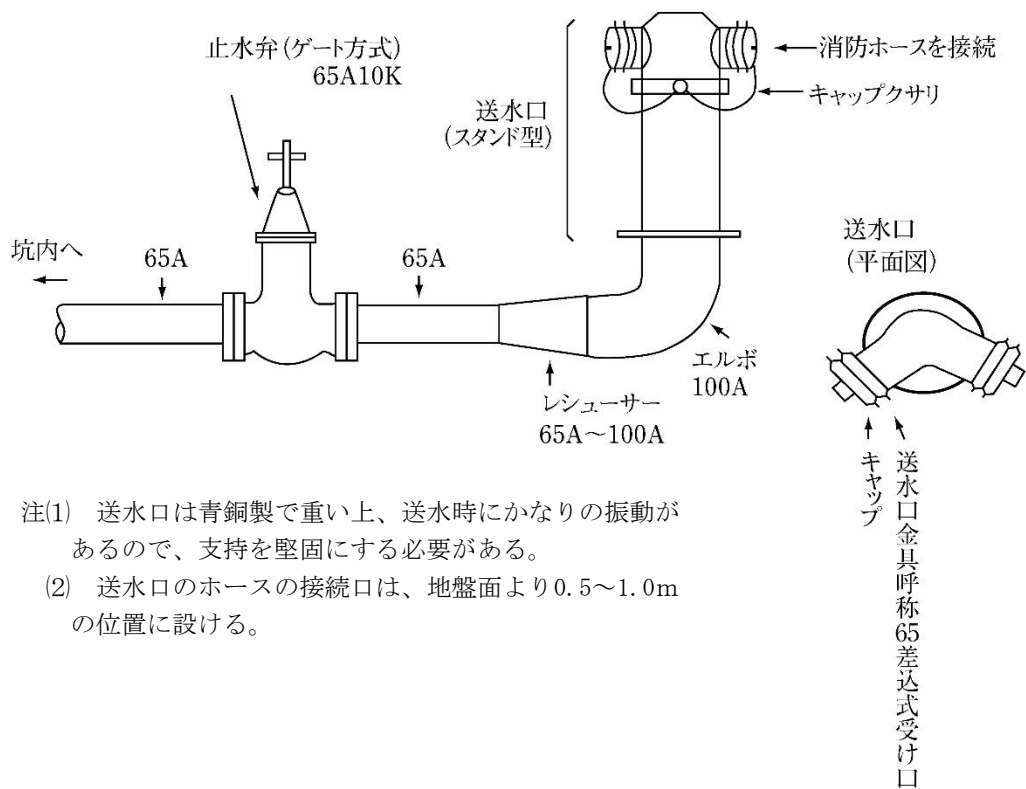 止水弁(ゲート方式)
65A10K
消防ホースを接続
キャップクサリ
送水口
(スタンド型)
坑内へ
65A
65A
送水口
(平面図)
エルボ
100A
レシューサー
65A～100A
キャップ
送水口金具呼称65差込式受け口
注⑴　送水口は青銅製で重い上、送水時にかなりの振動が
あるので、支持を堅固にする必要がある。
⑵　送水口のホースの接続口は、地盤面より0.5～1.0m
の位置に設ける。